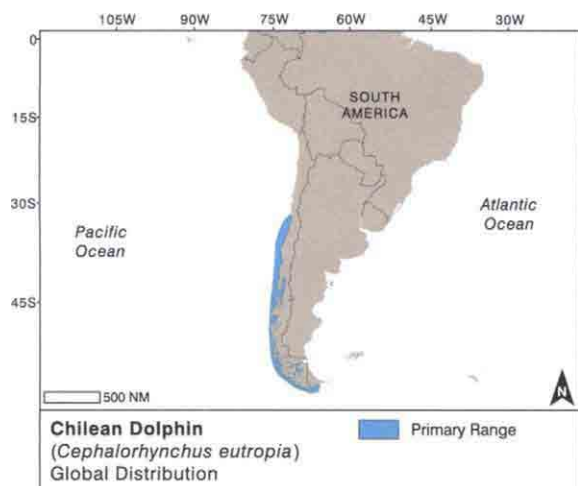 105W 90W 75W 60W 45W 30W
0
15S
30S
45S
SOUTH
AMERICA
Pacific
Ocean
Atlantic
Ocean
500 NM
N
Chilean Dolphin
(Cephalorhynchus eutropia)
Global Distribution
Primary Range